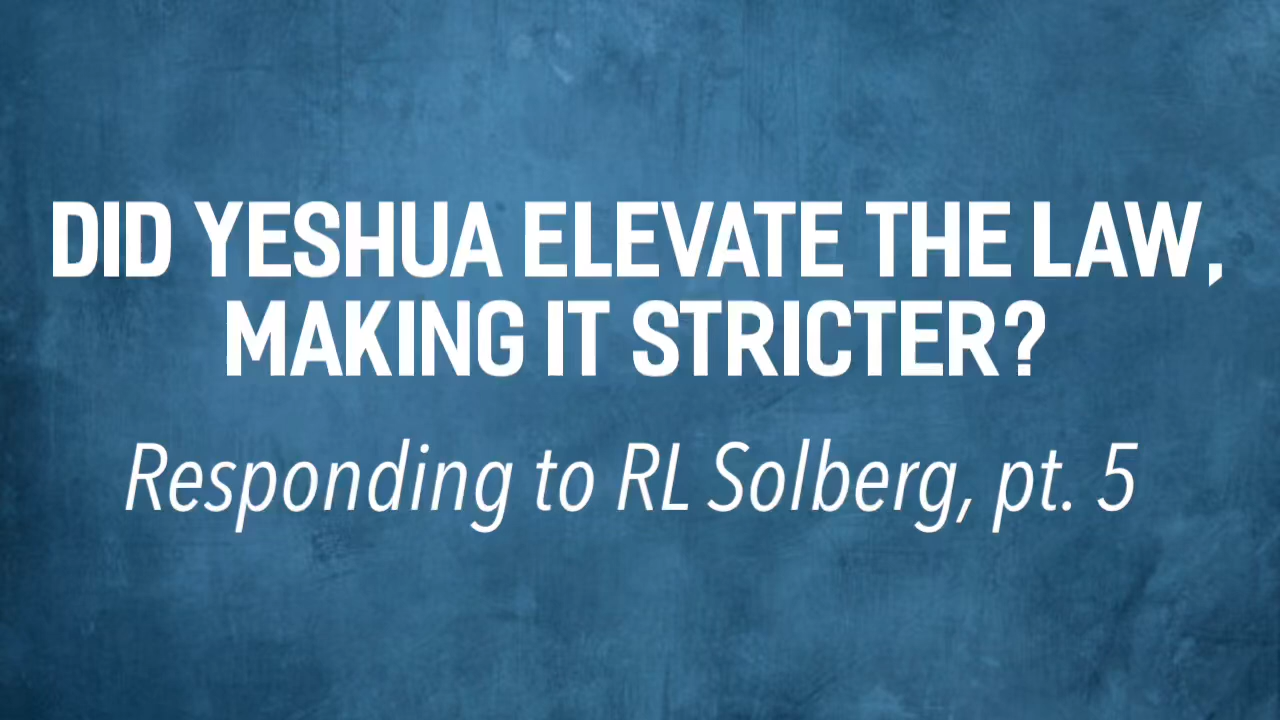 DID YESHUA ELEVATE THE LAW,
MAKING IT STRICTER?
Responding to RL Solberg, pt. 5